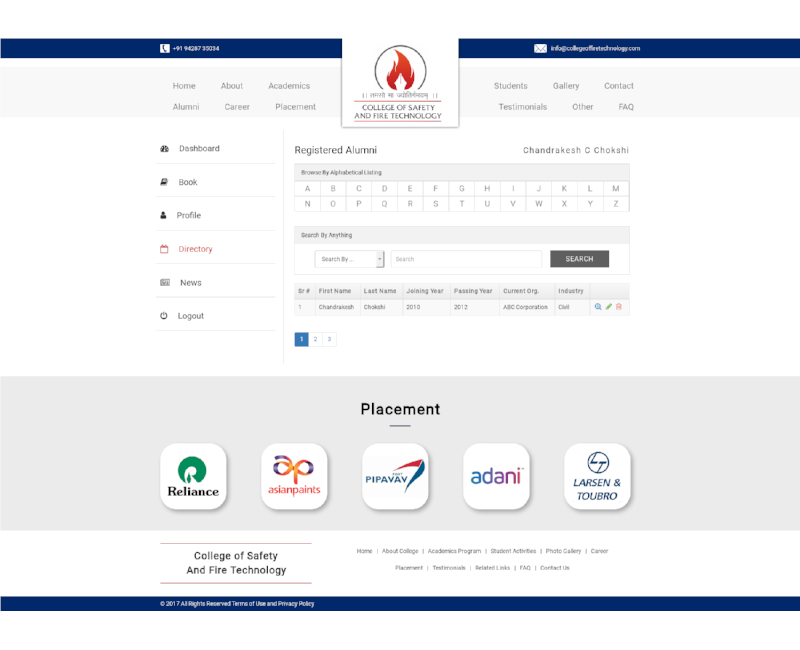 +91 94287 35034
info@collegeoffiretechnology.com
Home About Academics
Alumni Career Placement
|| तमसो मा ज्योतिर्गमयम् ||
COLLEGE OF SAFETY
AND FIRE TECHNOLOGY
Students Gallery Contact
Testimonials Other FAQ
Dashboard
Book
Profile
Directory
News
Logout
Registered Alumni
Chandrakesh C Chokshi
Browse By Alphabetical Listing
A B C D E F G H I J K L M
N O P Q R S T U V W X Y Z
Search By Anything
Search By ... Search SEARCH
Sr # First Name Last Name Joining Year Passing Year Current Org. Industry
1 Chandrakesh Chokshi 2010 2012 ABC Corporation Civil
1 2 3
Placement
Reliance
ap
asianpaints
PORT
PIPAVAV
adani
LARSEN &
TOUBRO
College of Safety
And Fire Technology
Home | About College | Academics Program | Student Activities | Photo Gallery | Career
Placement | Testimonials | Related Links | FAQ | Contact Us
© 2017 All Rights Reserved Terms of Use and Privacy Policy